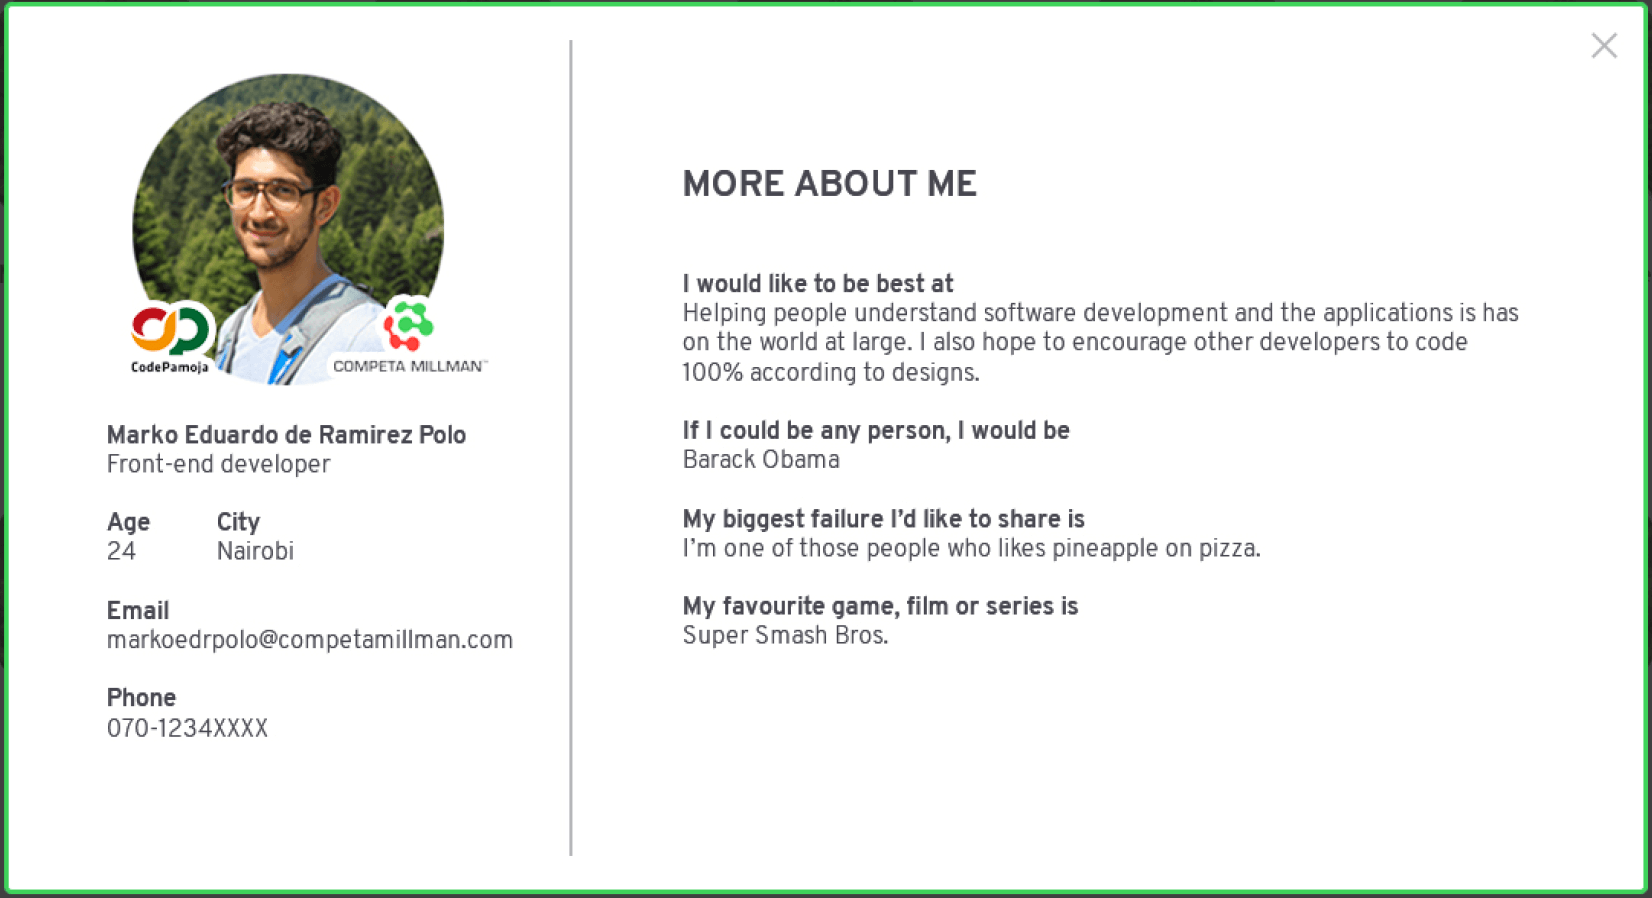 CodePamoja
COMPETA MILLMAN™
Marko Eduardo de Ramirez Polo
Front-end developer
Age City
24 Nairobi
Email
markoedrpolo@competamillman.com
Phone
070-1234XXXX
MORE ABOUT ME
I would like to be best at
Helping people understand software development and the applications is has
on the world at large. I also hope to encourage other developers to code
100% according to designs.
If I could be any person, I would be
Barack Obama
My biggest failure I’d like to share is
I’m one of those people who likes pineapple on pizza.
My favourite game, film or series is
Super Smash Bros.